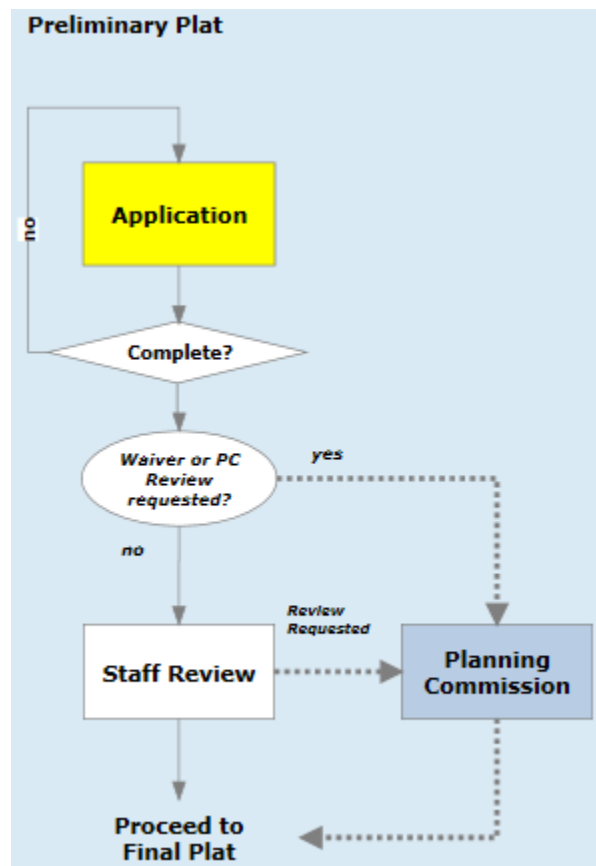 Preliminary Plat
Application
no
Complete?
Waiver or PC
Review
requested?
yes
no
Review
Requested
Staff Review
Planning
Commission
Proceed to
Final Plat